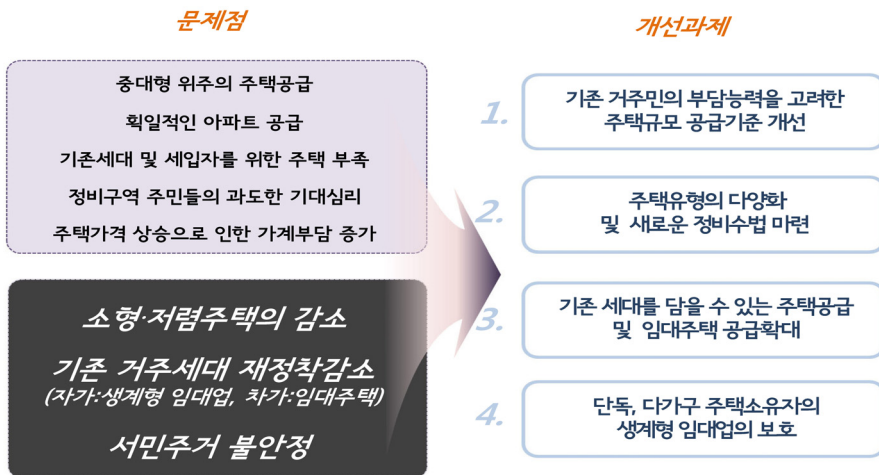 문제점
중대형 위주의 주택공급
획일적인 아파트 공급
기존세대 및 세입자를 위한 주택 부족
정비구역 주민들의 과도한 기대심리
주택가격 상승으로 인한 가계부담 증가
소형·저렴주택의 감소
기존 거주세대 재정착감소
(자가:생계형 임대업, 차가:임대주택)
서민주거 불안정
개선과제
1. 기존 거주민의 부담능력을 고려한
주택규모 공급기준 개선
2. 주택유형의 다양화
및 새로운 정비수법 마련
3. 기존 세대를 담을 수 있는 주택공급
및 임대주택 공급확대
4. 단독, 다가구 주택소유자의
생계형 임대업의 보호